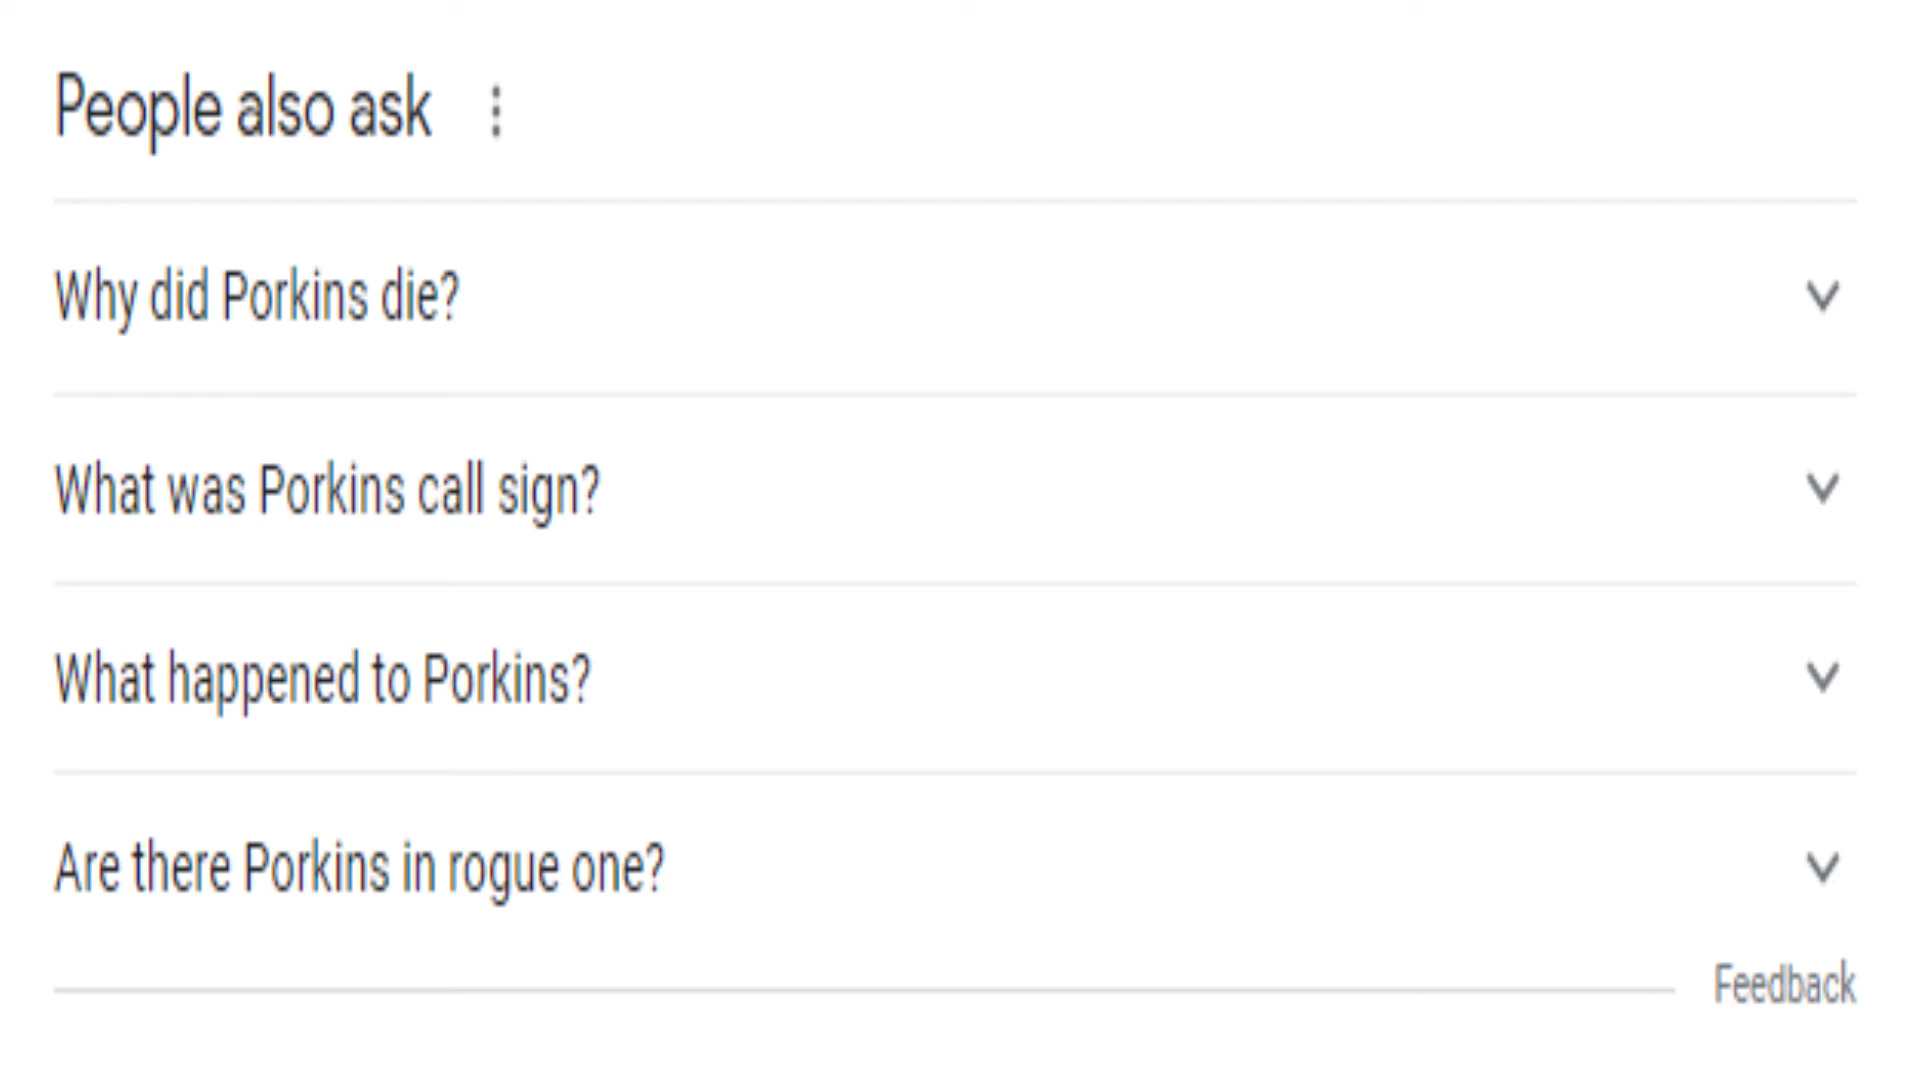 People also ask
Why did Porkins die?
What was Porkins call sign?
What happened to Porkins?
Are there Porkins in rogue one?
Feedback